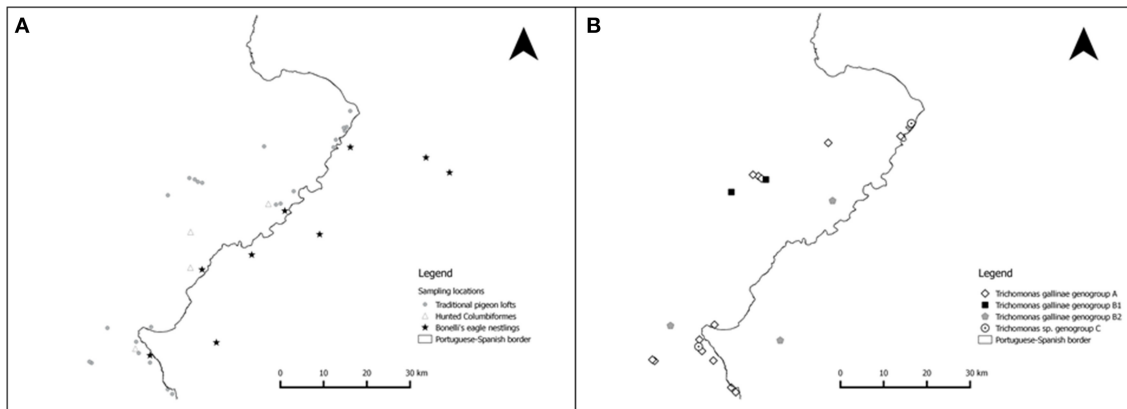 A
Legend
Sampling locations
Traditional pigeon lofts
Hunted Columbiformes
Bonelli's eagle nestlings
Portuguese-Spanish border
0 10 20 30 km
B
Legend
Trichomonas gallinae genogroup A
Trichomonas gallinae genogroup B1
Trichomonas gallinae genogroup B2
Trichomonas sp. genogroup C
Portuguese-Spanish border
0 10 20 30 km